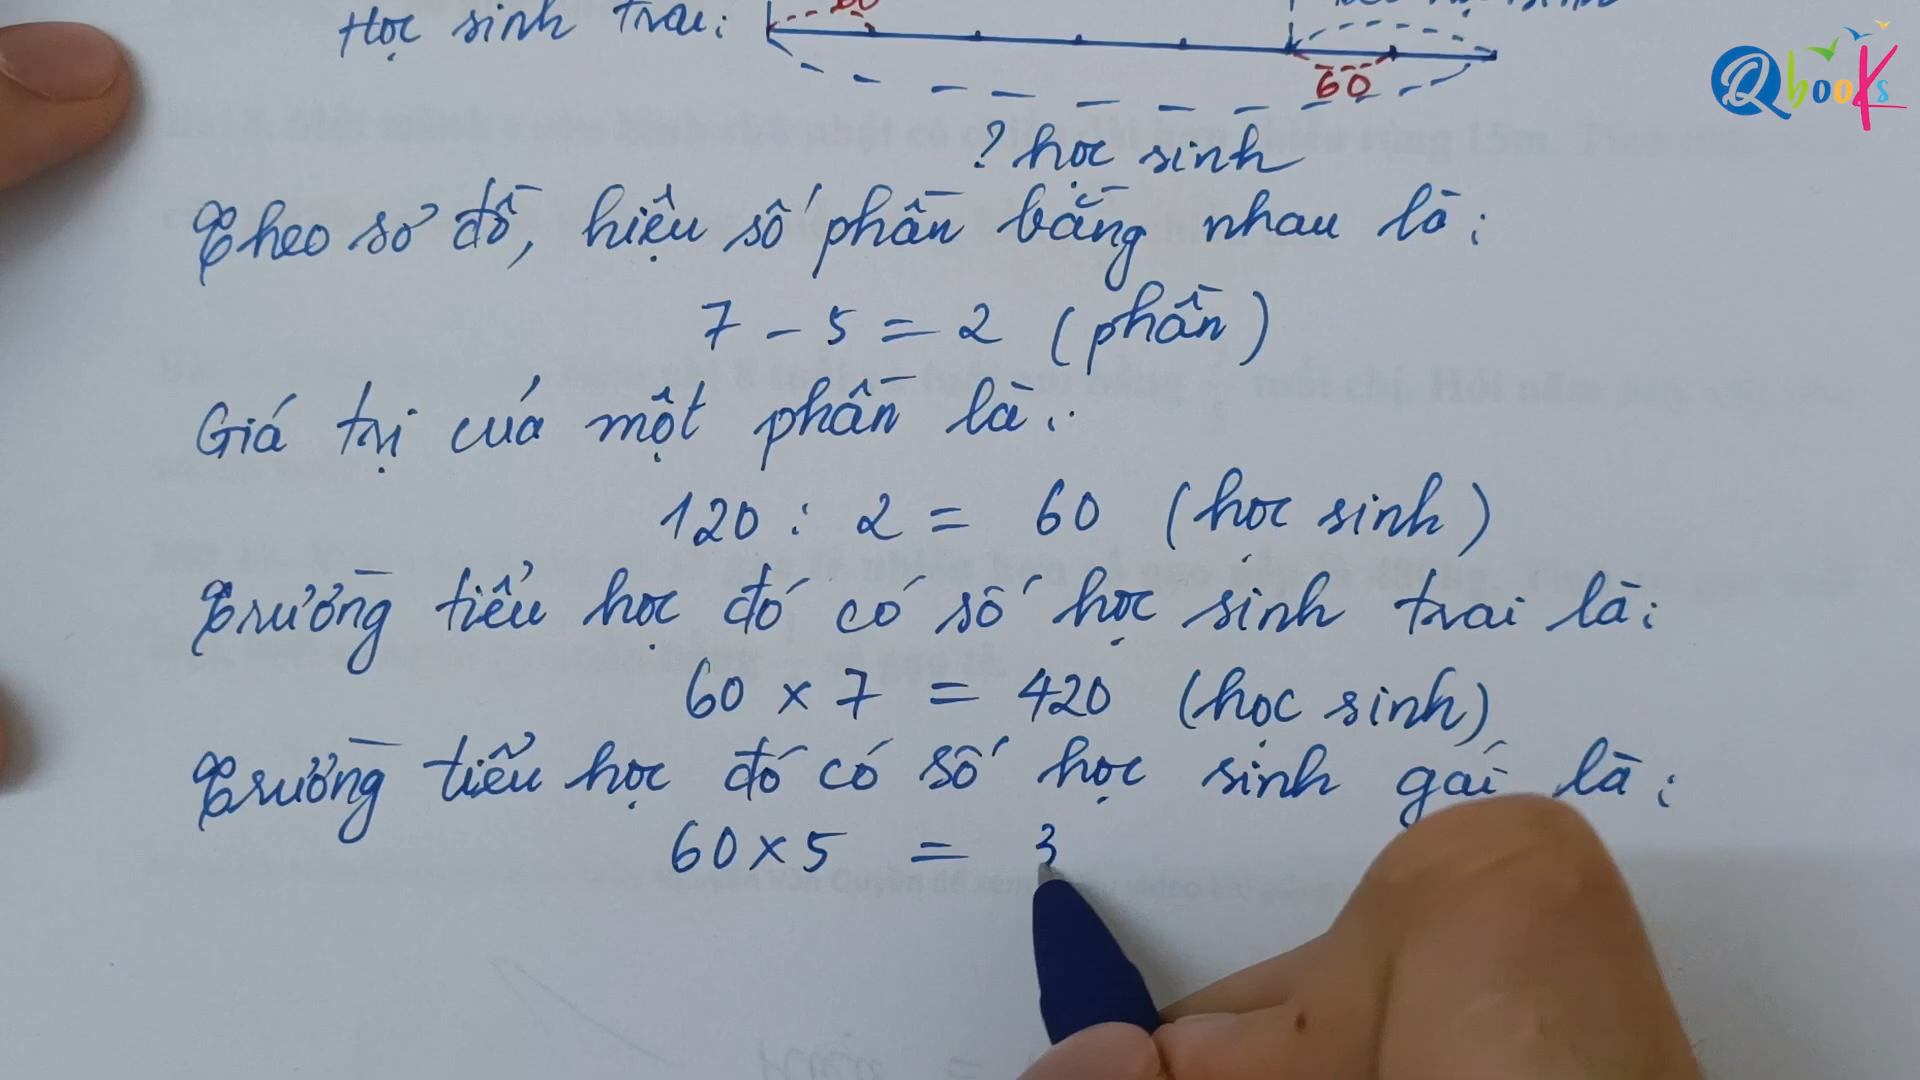 Học sinh trai:
60
Qbooks
? học sinh
Theo sơ đồ, hiệu số phần bằng nhau là:
7 - 5 = 2 (phần)
Giá trị của một phần là:
120 : 2 = 60 (học sinh)
Trường tiểu học đó có số học sinh trai là:
60 x 7 = 420 (học sinh)
Trường tiểu học đó có số học sinh gái là:
60 x 5 = 3